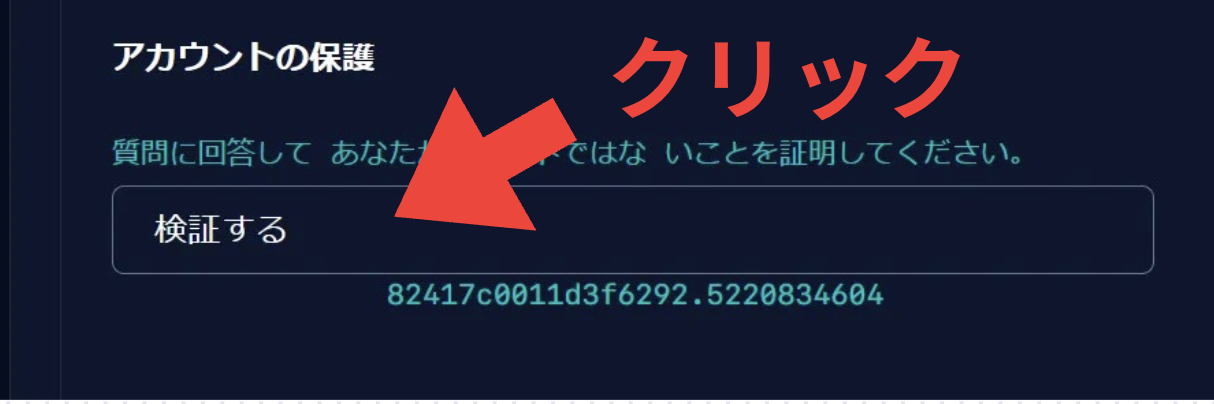 アカウントの保護
クリック
質問に回答して あなた ではな いことを証明してください。
検証する
82417c0011d3f6292.5220834604